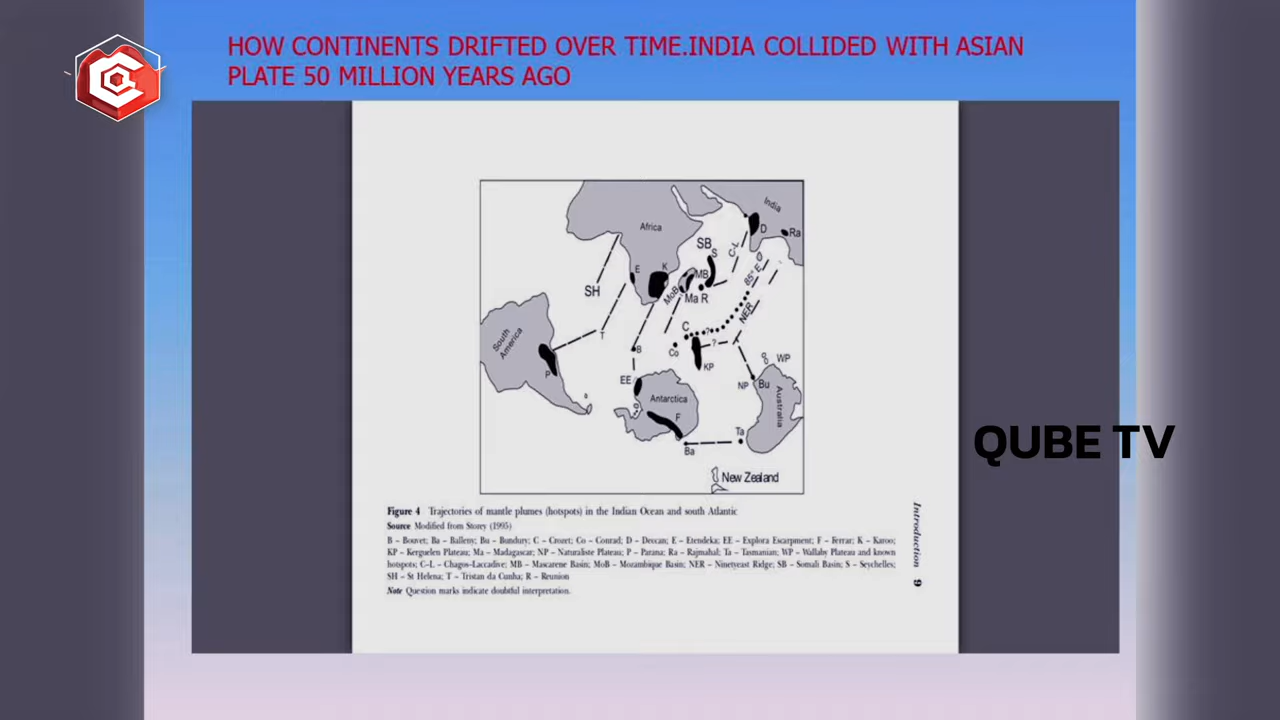 HOW CONTINENTS DRIFTED OVER TIME.INDIA COLLIDED WITH ASIAN
PLATE 50 MILLION YEARS AGO
India
Africa
D
Ra
SB
S
C-L
E
K
MB
85° E
SH
MoB
Ma R
NER
C
?
T
South
America
B
Co
?
KP
WP
P
EE
NP
Bu
Antarctica
Australia
F
Ta
Ba
New Zealand
QUBE TV
Figure 4 Trajectories of mantle plumes (hotspots) in the Indian Ocean and south Atlantic
Source Modified from Storey (1995)
B – Bouvet; Ba – Balleny; Bu – Bundury; C – Crozet; Co – Conrad; D – Deccan; E – Etendeka; EE – Explora Escarpment; F – Ferrar; K – Karoo;
KP – Kerguelen Plateau; Ma – Madagascar; NP – Naturaliste Plateau; P – Parana; Ra – Rajmahal; Ta – Tasmanian; WP – Wallaby Plateau and known
hotspots; C–L – Chagos-Laccadive; MB – Mascarene Basin; MoB – Mozambique Basin; NER – Ninetyeast Ridge; SB – Somali Basin; S – Seychelles;
SH – St Helena; T – Tristan da Cunha; R – Reunion
Note Question marks indicate doubtful interpretation.
Introduction 9